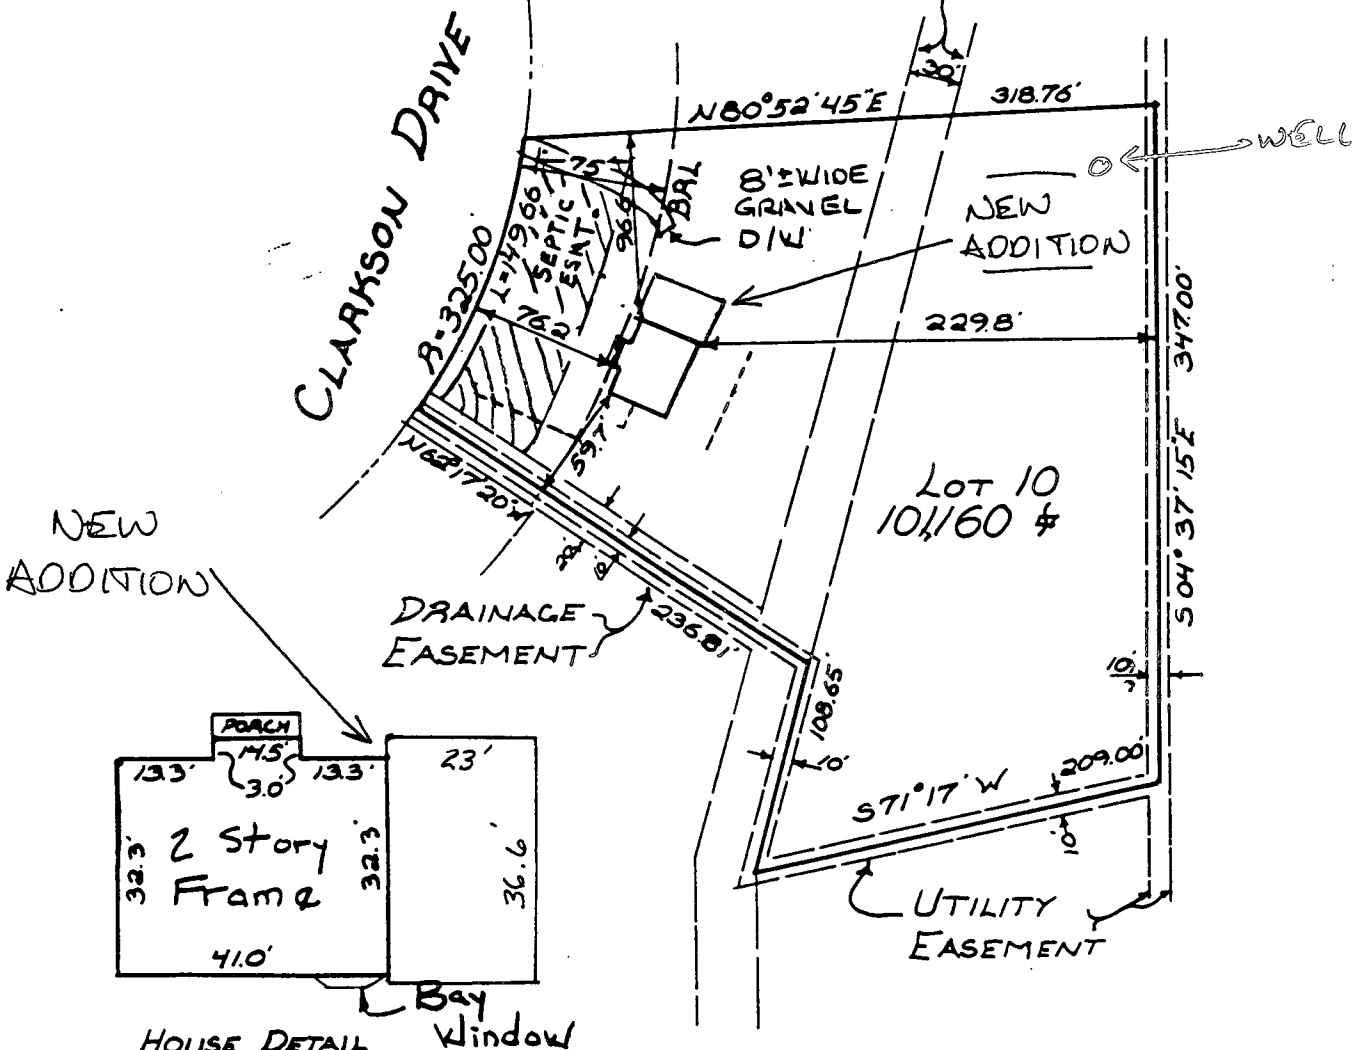 CLARKSON DRIVE
30'
N80°52'45"E
318.76'
WELL
75'
BRL
8'± WIDE
GRAVEL
D/W
NEW
ADDITION
96.6
SEPTIC
ESMT.
L=149.66'
R=325.00
76.2
229.8'
347.00'
S04°37'15"E
59.7'
N62°17'20"W
LOT 10
101,160 ⌗
NEW
ADDITION
20'
10'
DRAINAGE
EASEMENT
236.81'
108.65'
10'
10'
209.00'
S71°17' W
10'
UTILITY
EASEMENT
PORCH
14.5'
13.3'
3.0'
13.3'
23'
2 Story
Frame
32.3'
32.3'
36.6'
41.0'
Bay
Window
HOUSE DETAIL